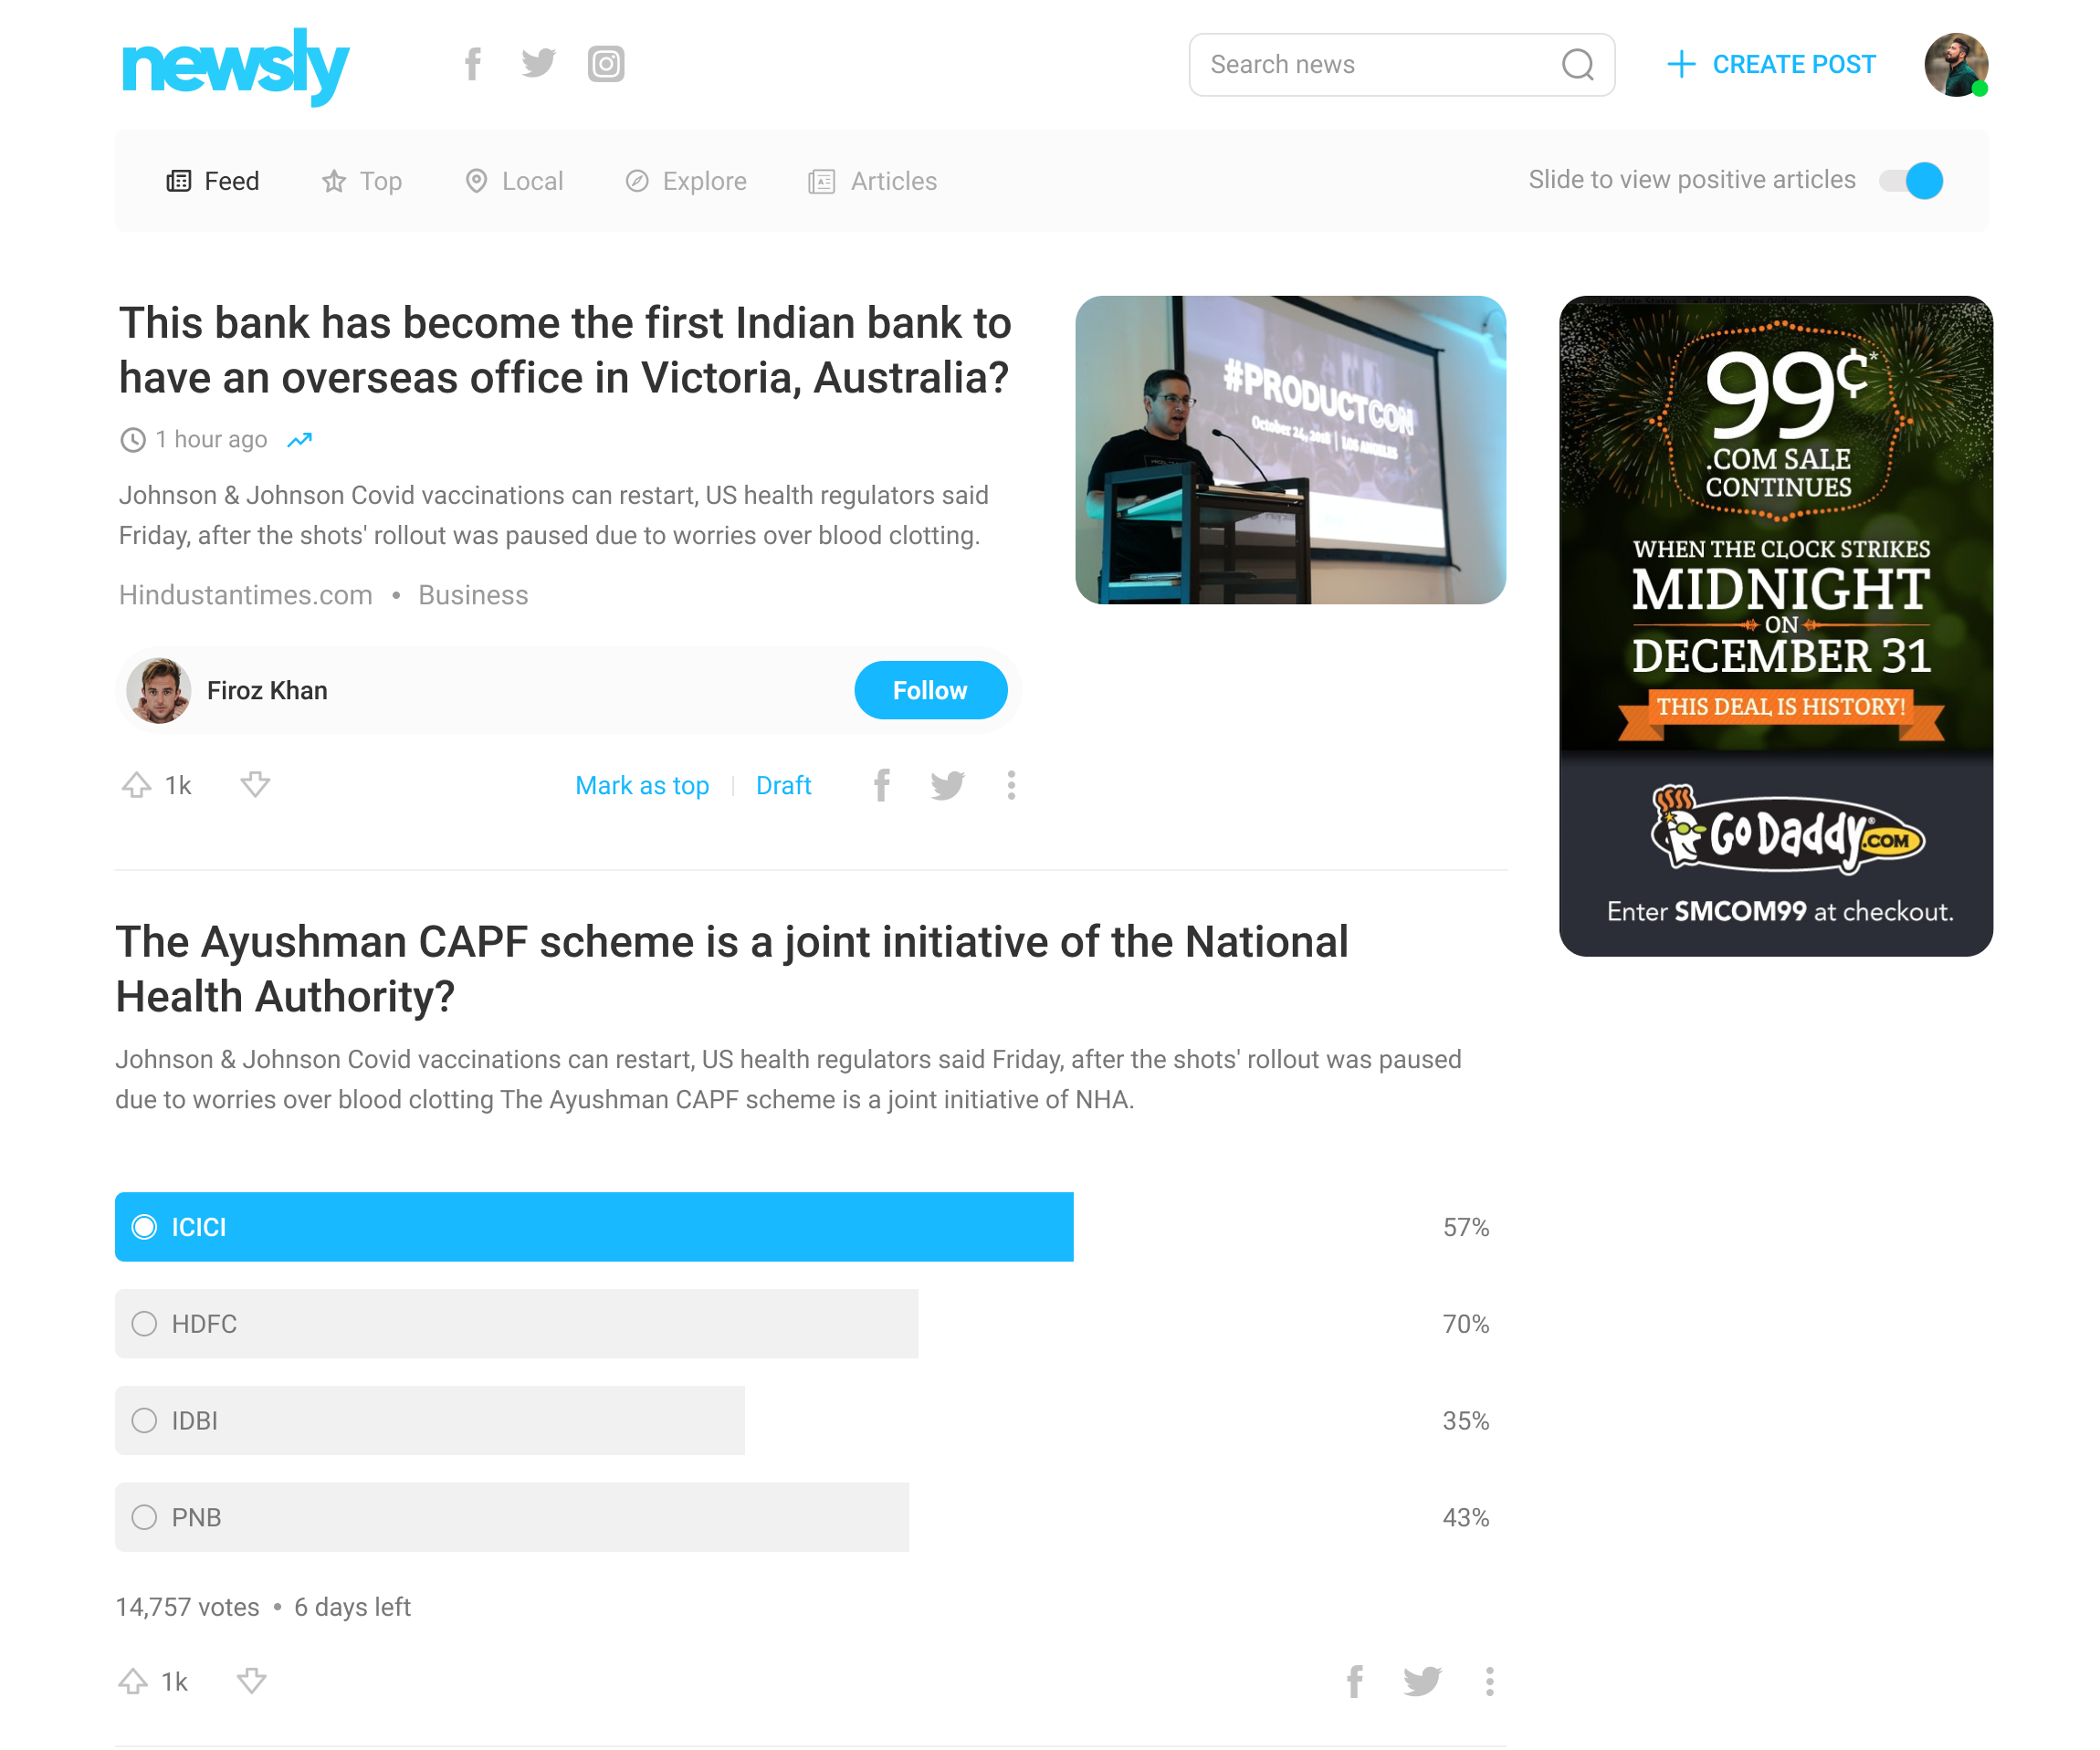 newsly
Search news
CREATE POST
Feed
Top
Local
Explore
Articles
Slide to view positive articles
This bank has become the first Indian bank to
have an overseas office in Victoria, Australia?
1 hour ago
Johnson & Johnson Covid vaccinations can restart, US health regulators said
Friday, after the shots' rollout was paused due to worries over blood clotting.
Hindustantimes.com • Business
Firoz Khan
Follow
1k
Mark as top
Draft
#PRODUCTCON
October 24, 2018 | LOS ANGELES
99¢*
.COM SALE
CONTINUES
WHEN THE CLOCK STRIKES
MIDNIGHT
ON
DECEMBER 31
THIS DEAL IS HISTORY!
GoDaddy®.COM
Enter SMCOM99 at checkout.
The Ayushman CAPF scheme is a joint initiative of the National
Health Authority?
Johnson & Johnson Covid vaccinations can restart, US health regulators said Friday, after the shots' rollout was paused
due to worries over blood clotting The Ayushman CAPF scheme is a joint initiative of NHA.
ICICI 57%
HDFC 70%
IDBI 35%
PNB 43%
14,757 votes • 6 days left
1k